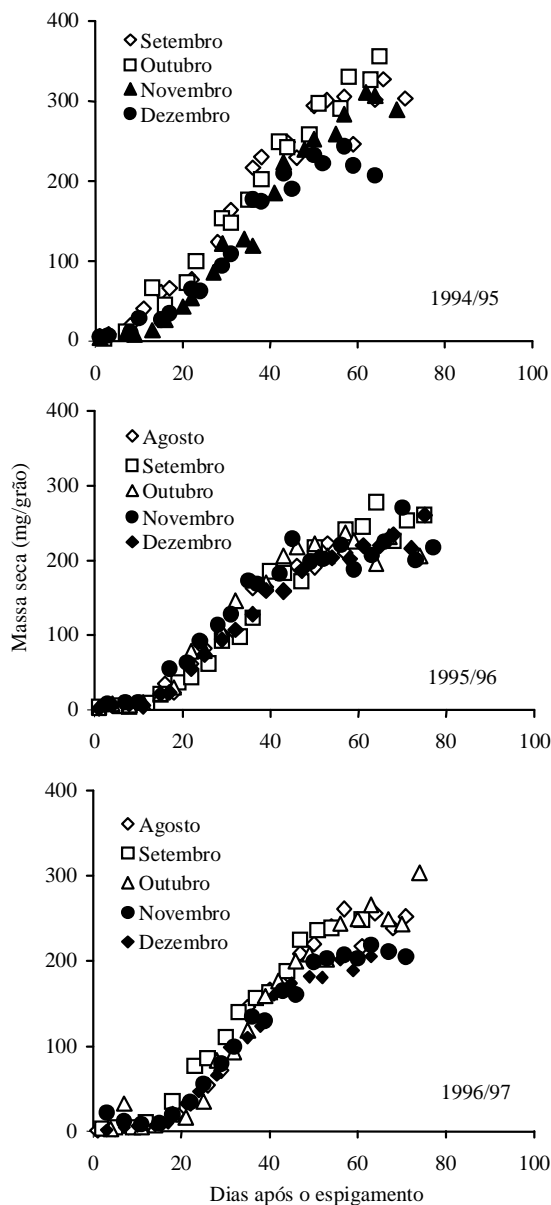 400
Setembro
Outubro
300
Novembro
Dezembro
200
100
1994/95
0
0 20 40 60 80 100
400
Agosto
Setembro
300
Outubro
Novembro
Dezembro
200
Massa seca (mg/grão)
100
1995/96
0
0 20 40 60 80 100
400
Agosto
Setembro
300
Outubro
Novembro
Dezembro
200
100
1996/97
0
0 20 40 60 80 100
Dias após o espigamento